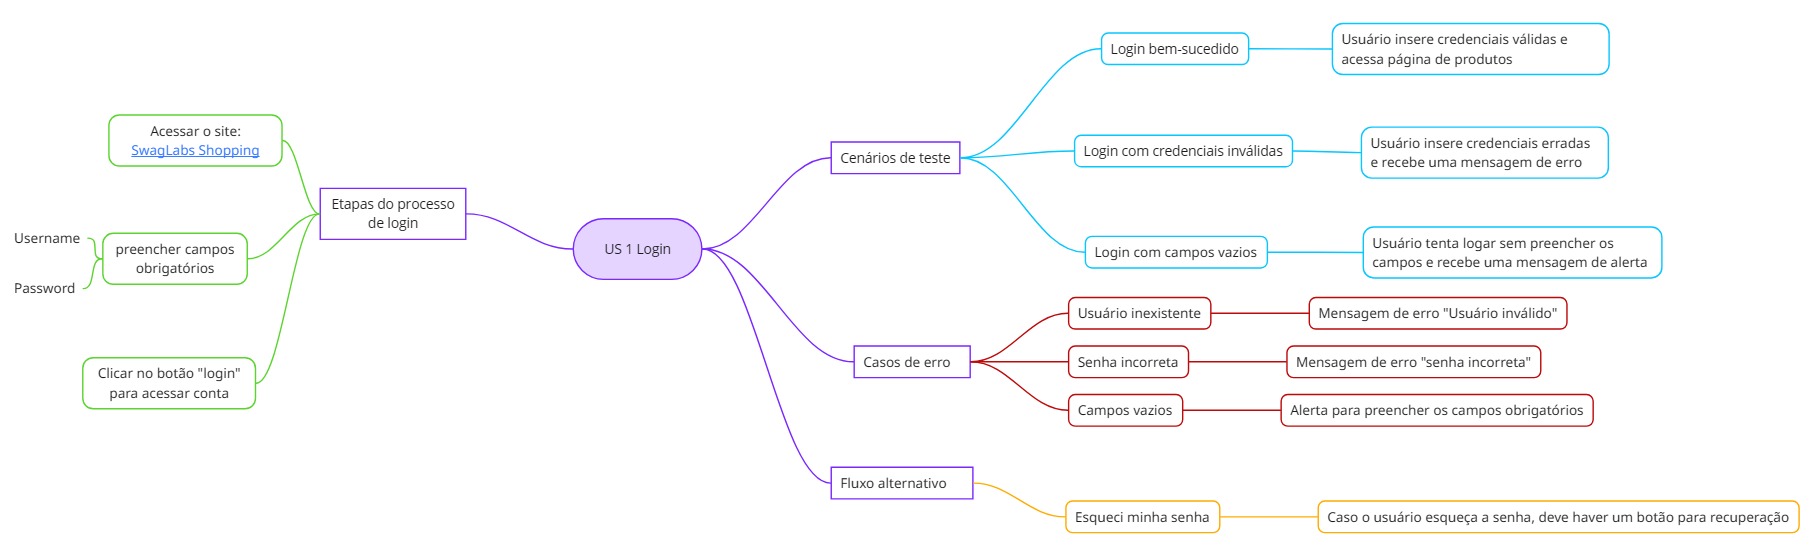 US 1 Login
Etapas do processo
de login
Acessar o site:
SwagLabs Shopping
preencher campos
obrigatórios
Username
Password
Clicar no botão "login"
para acessar conta
Cenários de teste
Login bem-sucedido
Usuário insere credenciais válidas e
acessa página de produtos
Login com credenciais inválidas
Usuário insere credenciais erradas
e recebe uma mensagem de erro
Login com campos vazios
Usuário tenta logar sem preencher os
campos e recebe uma mensagem de alerta
Casos de erro
Usuário inexistente
Mensagem de erro "Usuário inválido"
Senha incorreta
Mensagem de erro "senha incorreta"
Campos vazios
Alerta para preencher os campos obrigatórios
Fluxo alternativo
Esqueci minha senha
Caso o usuário esqueça a senha, deve haver um botão para recuperação